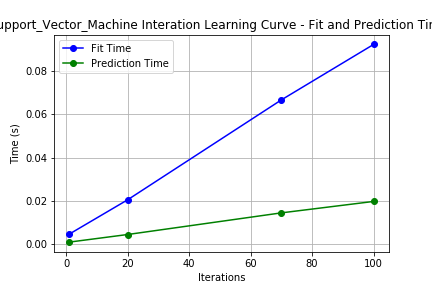 upport_Vector_Machine Interation Learning Curve - Fit and Prediction Tim
Fit Time
Prediction Time
Time (s)
0.08
0.06
0.04
0.02
0.00
0
20
40
60
80
100
Iterations